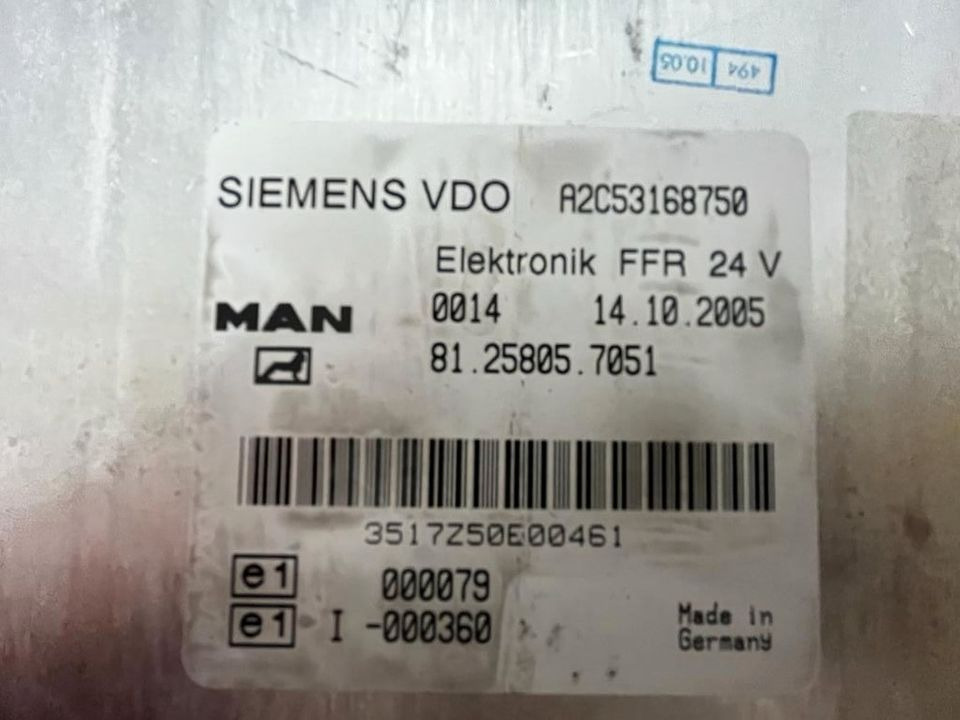 494 10.05
SIEMENS VDO A2C53168750
Elektronik FFR 24 V
MAN 0014 14.10.2005
81.25805.7051
3517Z50E00461
e1 000079
e1 I -000360
Made in
Germany